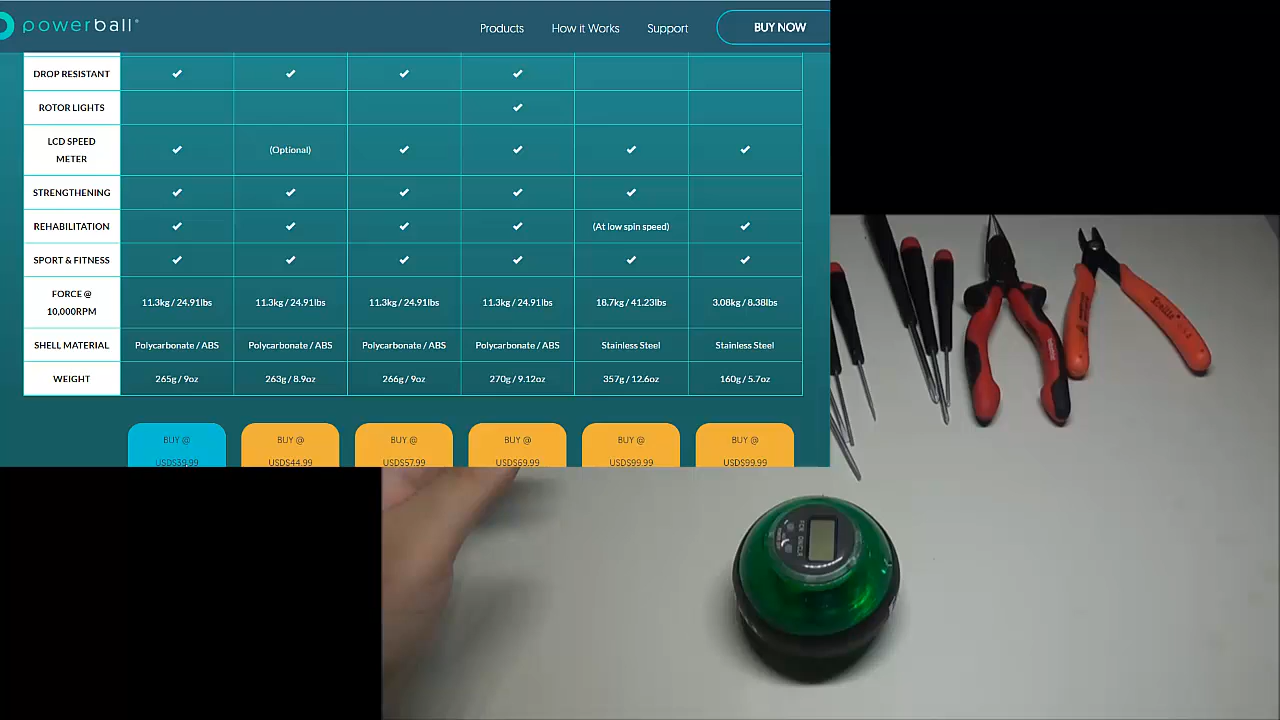 powerball®
Products How it Works Support BUY NOW
DROP RESISTANT ✔ ✔ ✔ ✔
ROTOR LIGHTS ✔
LCD SPEED
METER ✔ (Optional) ✔ ✔ ✔ ✔
STRENGTHENING ✔ ✔ ✔ ✔ ✔
REHABILITATION ✔ ✔ ✔ ✔ (At low spin speed) ✔
SPORT & FITNESS ✔ ✔ ✔ ✔ ✔ ✔
FORCE @
10,000RPM 11.3kg / 24.91lbs 11.3kg / 24.91lbs 11.3kg / 24.91lbs 11.3kg / 24.91lbs 18.7kg / 41.23lbs 3.08kg / 8.38lbs
SHELL MATERIAL Polycarbonate / ABS Polycarbonate / ABS Polycarbonate / ABS Polycarbonate / ABS Stainless Steel Stainless Steel
WEIGHT 265g / 9oz 263g / 8.9oz 266g / 9oz 270g / 9.12oz 357g / 12.6oz 160g / 5.7oz
BUY @ BUY @ BUY @ BUY @ BUY @ BUY @
USD$39.99 USD$44.99 USD$57.99 USD$69.99 USD$99.99 USD$99.99
ON/CLR